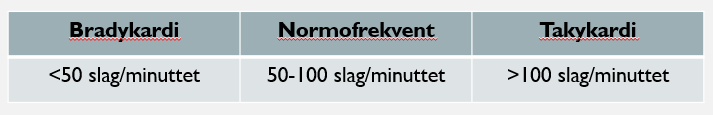 Bradykardi Normofrekvent Takykardi
<50 slag/minuttet 50-100 slag/minuttet >100 slag/minuttet